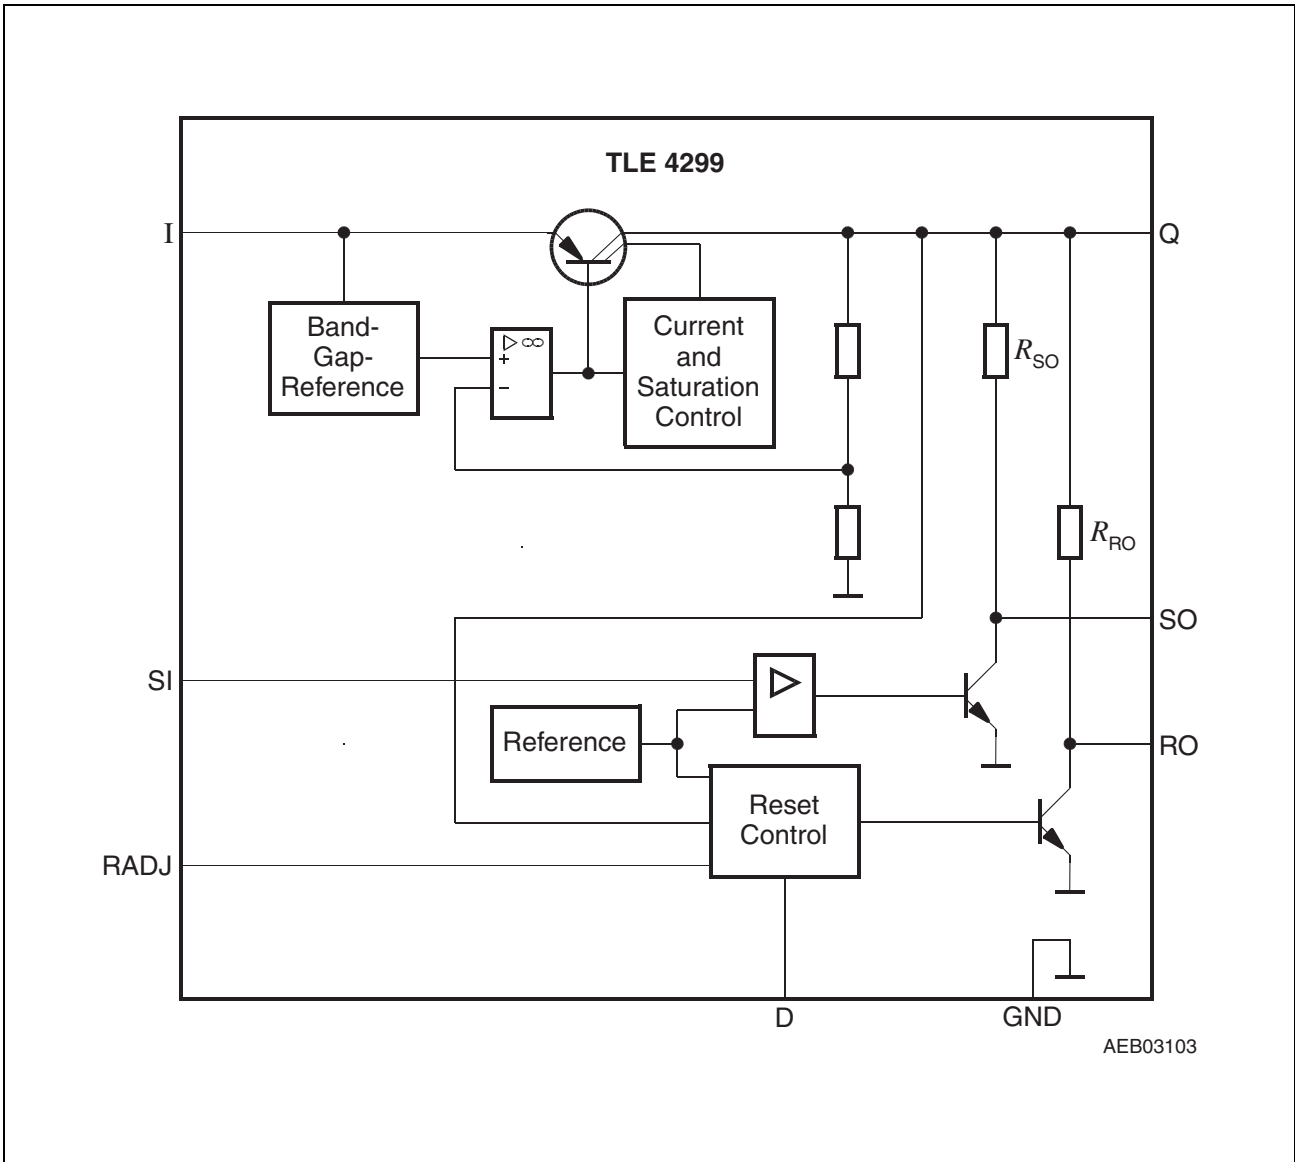 TLE 4299
I
Q
Band-
Gap-
Reference
▷ ∞
+
−
Current
and
Saturation
Control
RSO
RRO
SO
SI
Reference
RO
Reset
Control
RADJ
D
GND
AEB03103